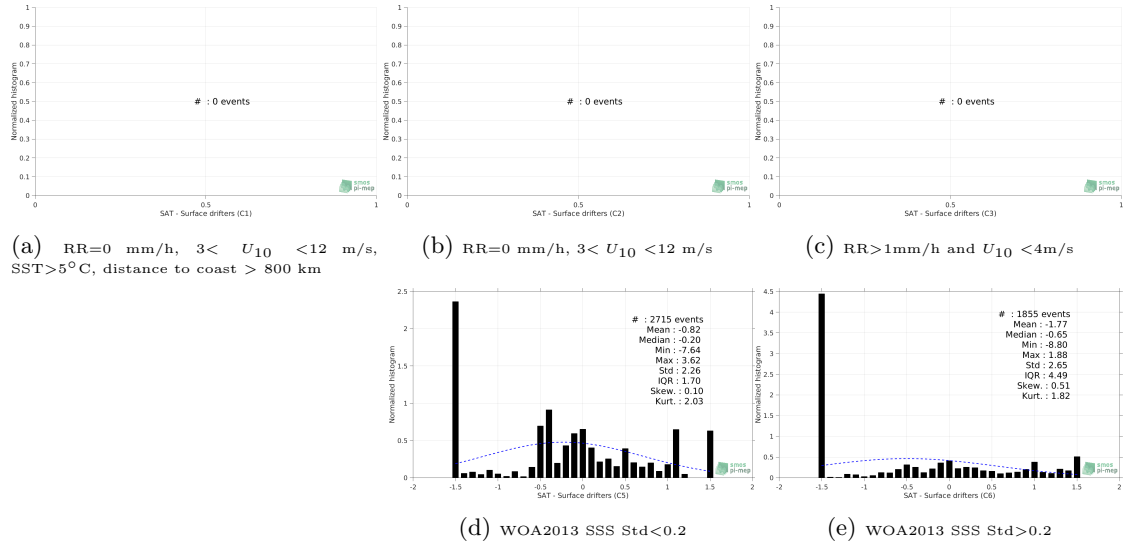 1
0.9
0.8
0.7
0.6
0.5
0.4
0.3
0.2
0.1
0
Normalized histogram
# : 0 events
smos
pi-mep
0 0.5 1
SAT - Surface drifters (C1)
(a) RR=0 mm/h, 3< U10 <12 m/s,
SST>5°C, distance to coast > 800 km
1
0.9
0.8
0.7
0.6
0.5
0.4
0.3
0.2
0.1
0
Normalized histogram
# : 0 events
smos
pi-mep
0 0.5 1
SAT - Surface drifters (C2)
(b) RR=0 mm/h, 3< U10 <12 m/s
1
0.9
0.8
0.7
0.6
0.5
0.4
0.3
0.2
0.1
0
Normalized histogram
# : 0 events
smos
pi-mep
0 0.5 1
SAT - Surface drifters (C3)
(c) RR>1mm/h and U10 <4m/s
2.5
2
1.5
1
0.5
0
Normalized histogram
# : 2715 events
Mean : -0.82
Median : -0.20
Min : -7.64
Max : 3.62
Std : 2.26
IQR : 1.70
Skew. : 0.10
Kurt. : 2.03
smos
pi-mep
-2 -1.5 -1 -0.5 0 0.5 1 1.5 2
SAT - Surface drifters (C5)
(d) WOA2013 SSS Std<0.2
4.5
4
3.5
3
2.5
2
1.5
1
0.5
0
Normalized histogram
# : 1855 events
Mean : -1.77
Median : -0.65
Min : -8.80
Max : 1.88
Std : 2.65
IQR : 4.49
Skew. : 0.51
Kurt. : 1.82
smos
pi-mep
-2 -1.5 -1 -0.5 0 0.5 1 1.5 2
SAT - Surface drifters (C6)
(e) WOA2013 SSS Std>0.2